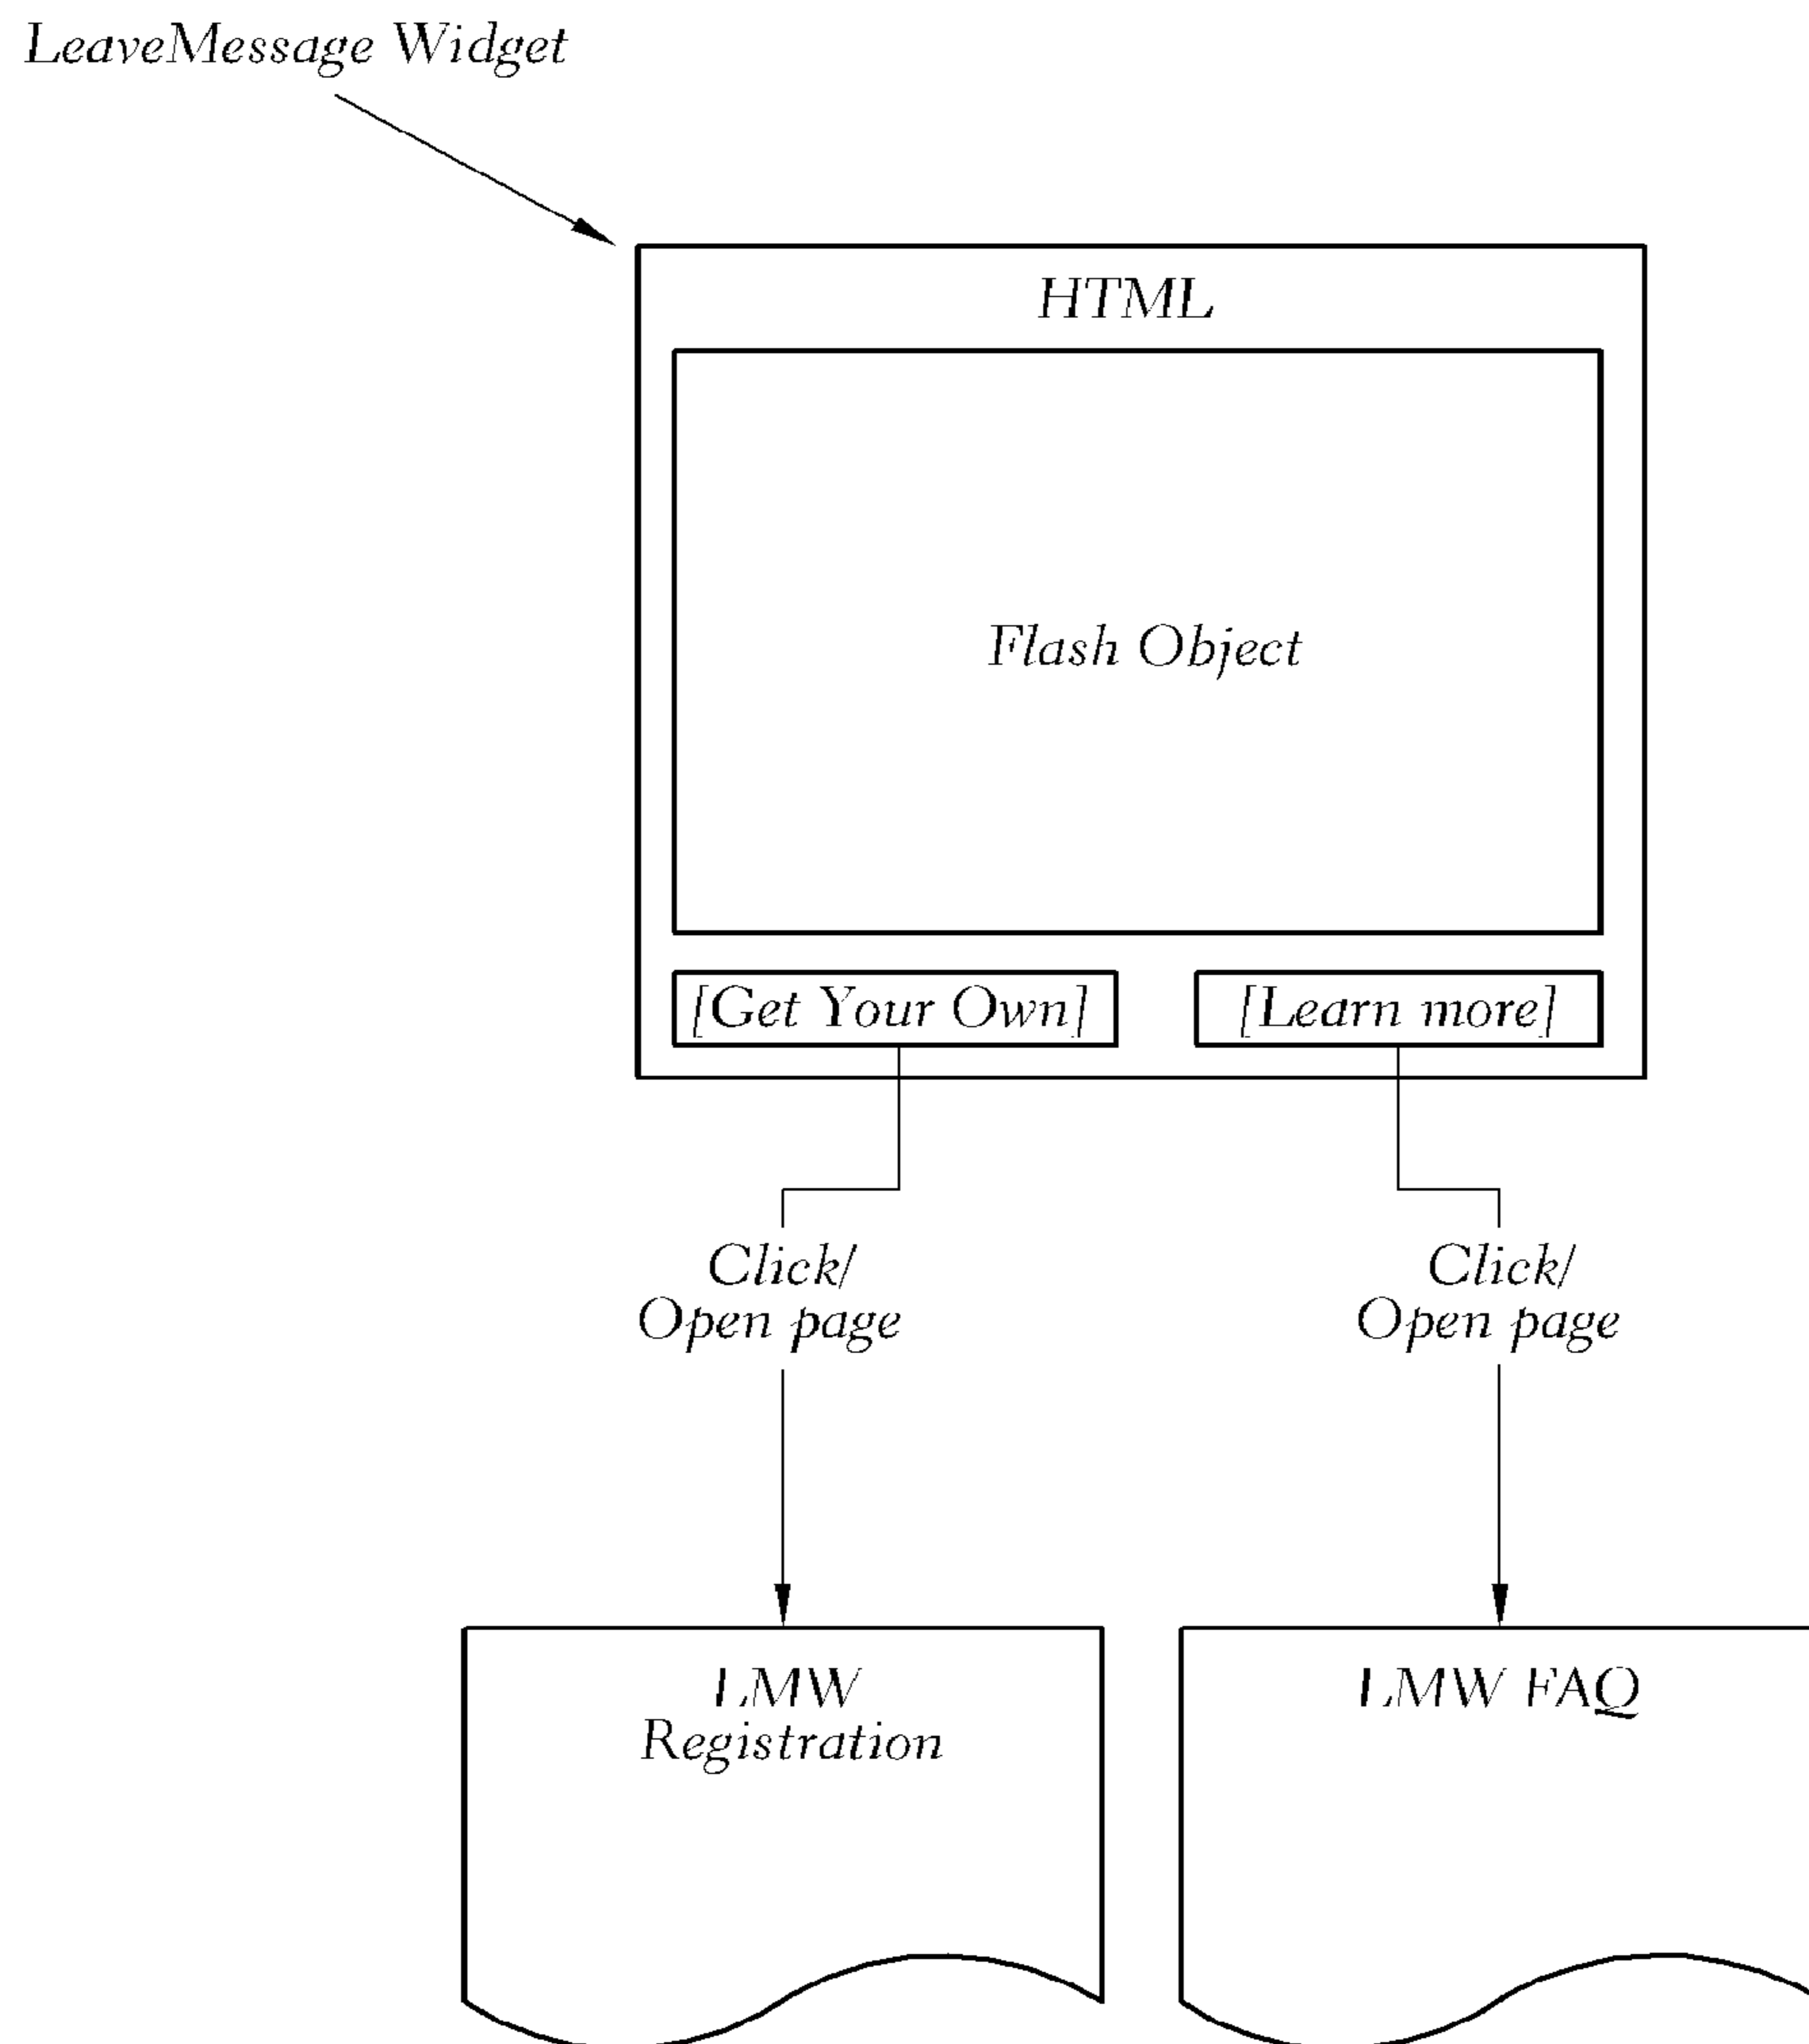 LeaveMessage Widget
HTML
Flash Object
[Get Your Own]
[Learn more]
Click/
Open page
Click/
Open page
LMW
Registration
LMW FAQ